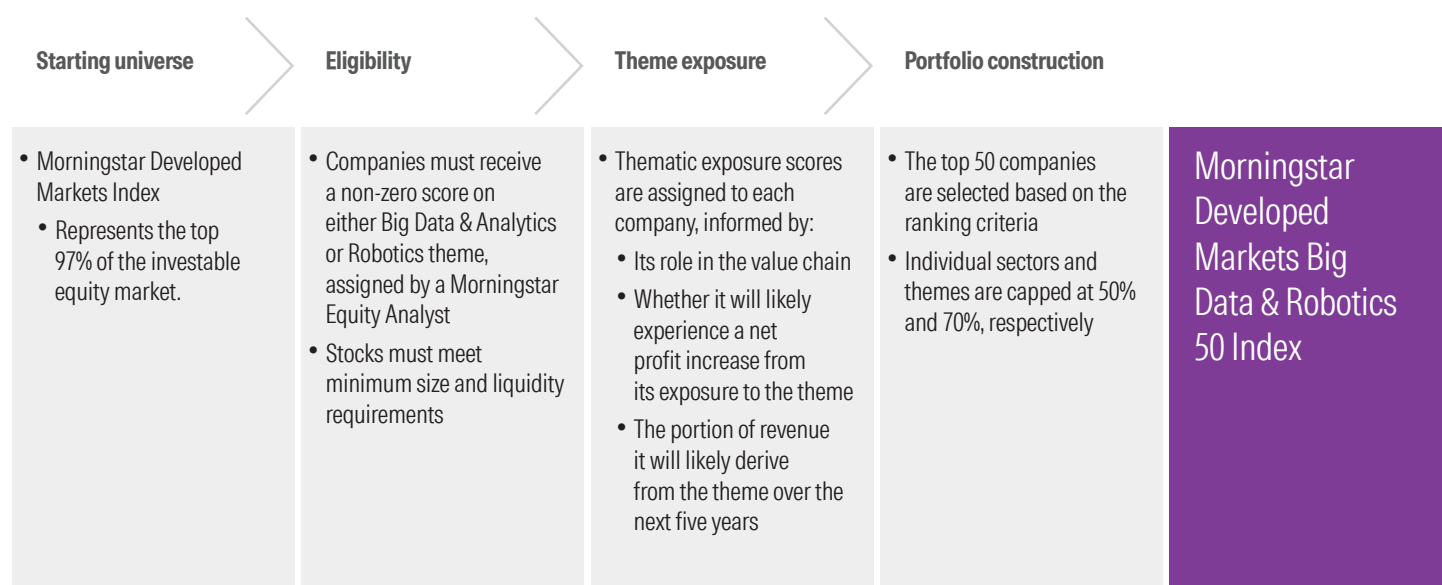 Starting universe
Eligibility
Theme exposure
Portfolio construction
• Morningstar Developed
Markets Index
• Represents the top
97% of the investable
equity market.
• Companies must receive
a non-zero score on
either Big Data & Analytics
or Robotics theme,
assigned by a Morningstar
Equity Analyst
• Stocks must meet
minimum size and liquidity
requirements
• Thematic exposure scores
are assigned to each
company, informed by:
• Its role in the value chain
• Whether it will likely
experience a net
profit increase from
its exposure to the theme
• The portion of revenue
it will likely derive
from the theme over the
next five years
• The top 50 companies
are selected based on the
ranking criteria
• Individual sectors and
themes are capped at 50%
and 70%, respectively
Morningstar
Developed
Markets Big
Data & Robotics
50 Index